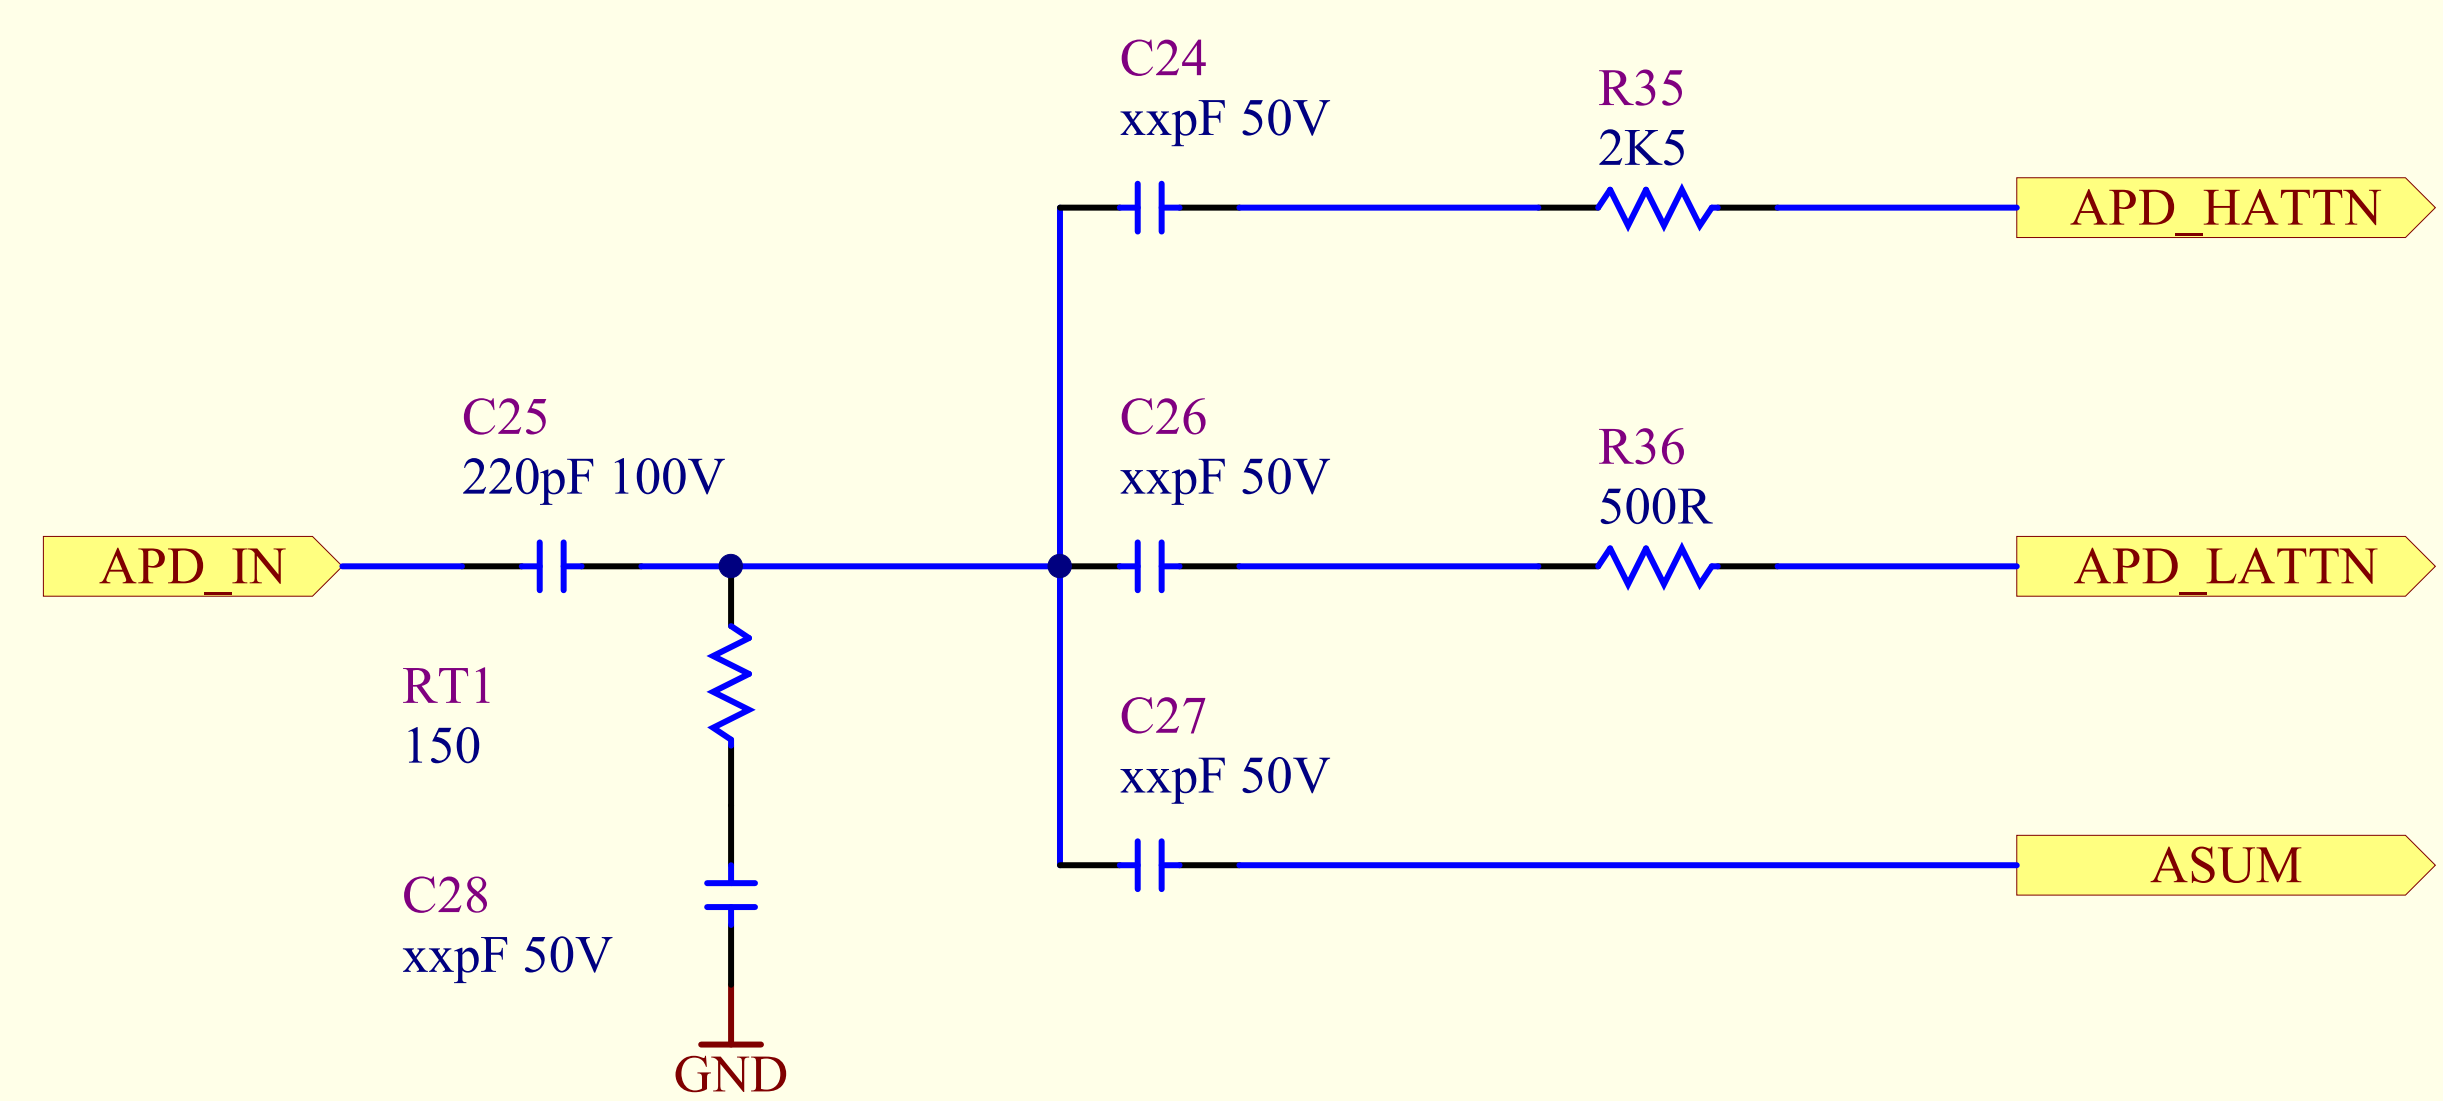 C24
xxpF 50V
R35
2K5
APD_HATTN
C25
220pF 100V
C26
xxpF 50V
R36
500R
APD_IN
APD_LATTN
RT1
150
C27
xxpF 50V
ASUM
C28
xxpF 50V
GND